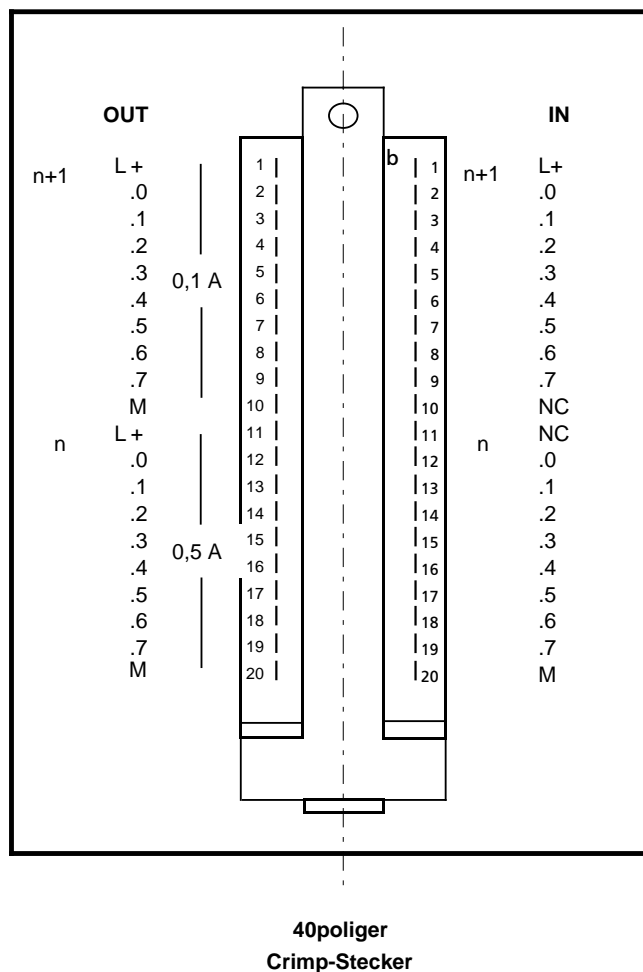 OUT IN
n+1 L + 1 b 1 n+1 L+
.0 2 2 .0
.1 3 3 .1
.2 4 4 .2
.3 0,1 A 5 5 .3
.4 6 6 .4
.5 7 7 .5
.6 8 8 .6
.7 9 9 .7
M 10 10 NC
n L + 11 11 n NC
.0 12 12 .0
.1 13 13 .1
.2 14 14 .2
.3 0,5 A 15 15 .3
.4 16 16 .4
.5 17 17 .5
.6 18 18 .6
.7 19 19 .7
M 20 20 M
40poliger
Crimp-Stecker